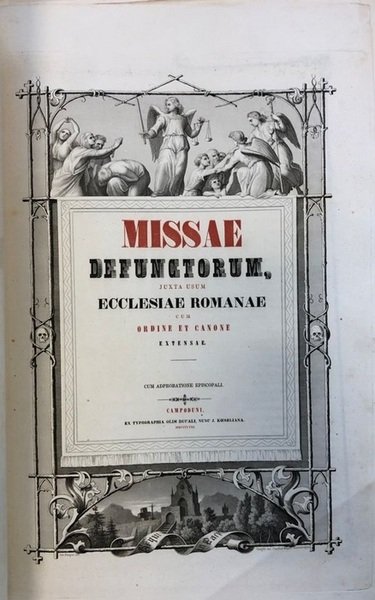 MISSAE
DEFUNCTORUM,
JUXTA USUM
ECCLESIAE ROMANAE
CUM
ORDINE ET CANONE
EXTENSAE.
CUM ADPROBATIONE EPISCOPALI.
CAMPODUNI,
EX TYPOGRAPHIA OLIM DUCALI, NUNC J. KOESELIANA.